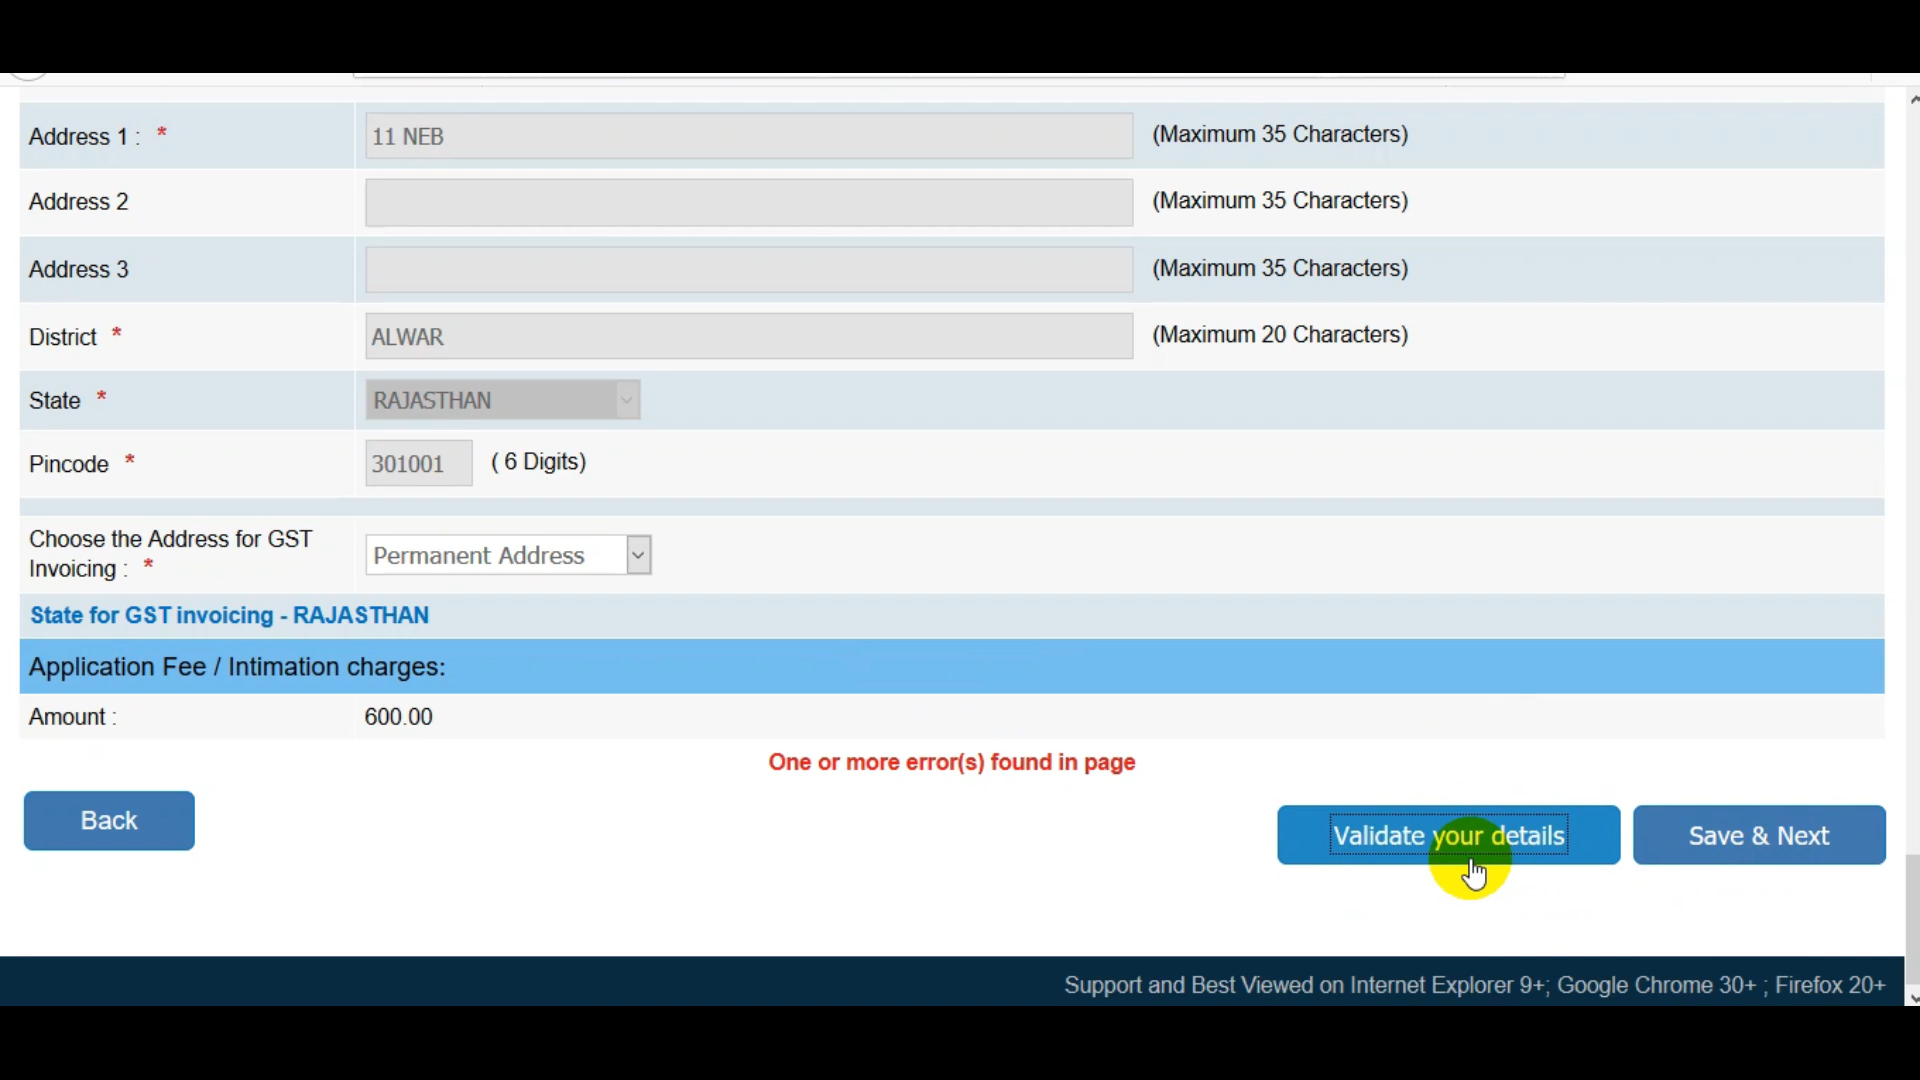 Address 1 : * 11 NEB (Maximum 35 Characters)
Address 2 (Maximum 35 Characters)
Address 3 (Maximum 35 Characters)
District * ALWAR (Maximum 20 Characters)
State * RAJASTHAN
Pincode * 301001 ( 6 Digits)
Choose the Address for GST
Invoicing : * Permanent Address
State for GST invoicing - RAJASTHAN
Application Fee / Intimation charges:
Amount : 600.00
One or more error(s) found in page
Back Validate your details Save & Next
Support and Best Viewed on Internet Explorer 9+; Google Chrome 30+ ; Firefox 20+